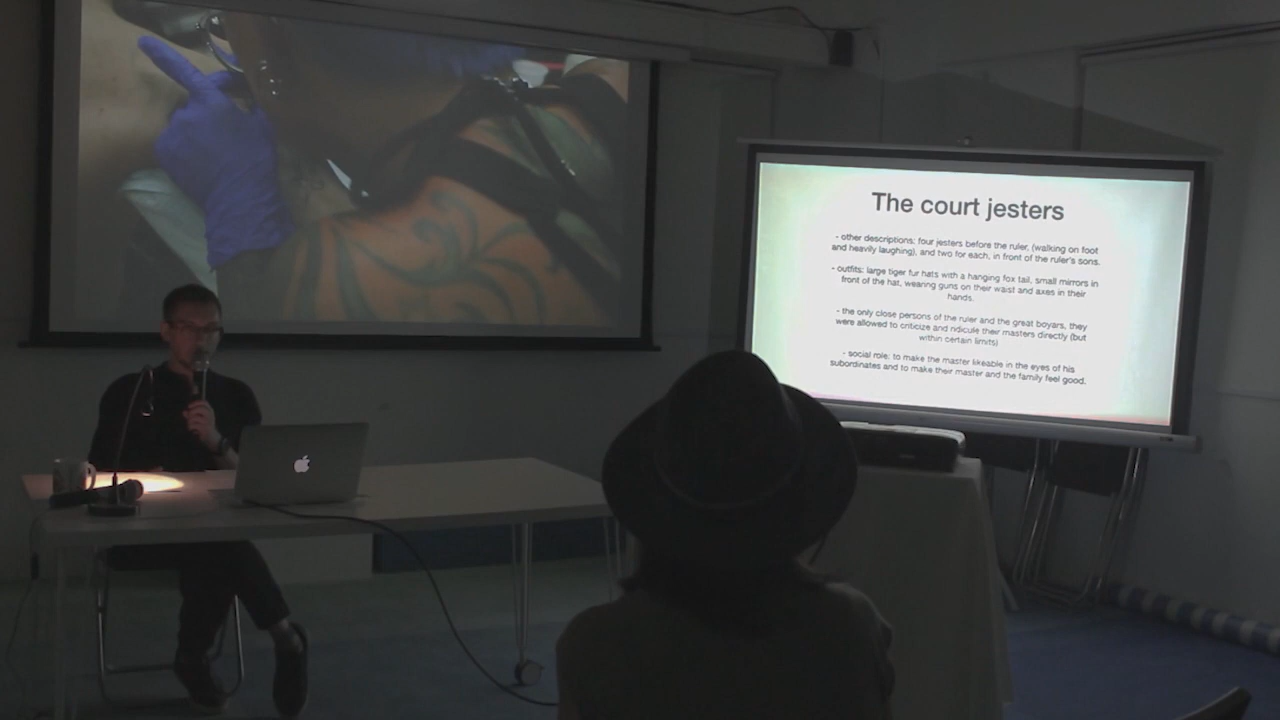 The court jesters
- other descriptions: four jesters before the ruler, (walking on foot
and heavily laughing), and two for each, in front of the ruler's sons.
- outfits: large tiger fur hats with a hanging fox tail, small mirrors in
front of the hat, wearing guns on their waist and axes in their
hands.
- the only close persons of the ruler and the great boyars, they
were allowed to criticize and ridicule their masters directly (but
within certain limits)
- social role: to make the master likeable in the eyes of his
subordinates and to make their master and the family feel good.